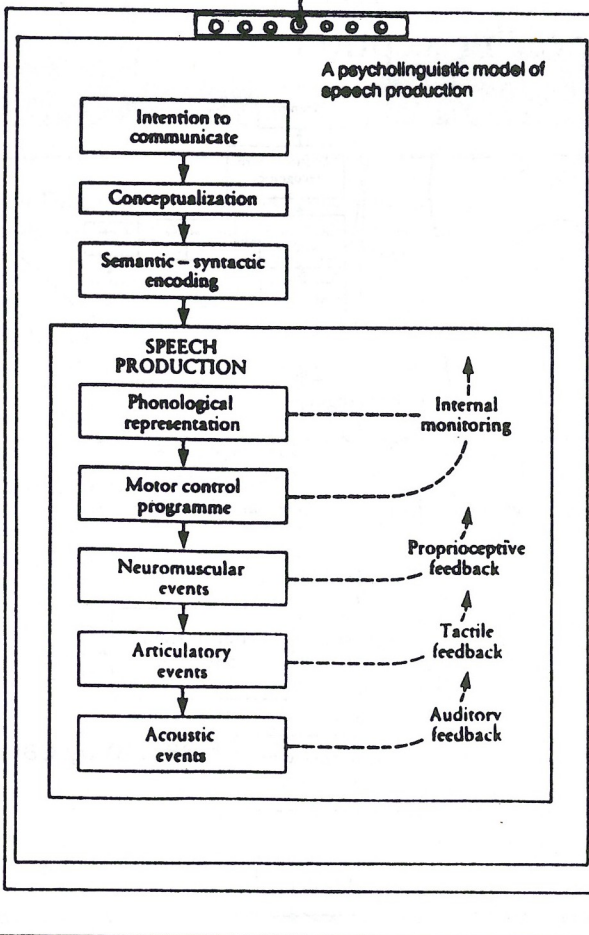 A psycholinguistic model of
speech production
Intention to
communicate
Conceptualization
Semantic – syntactic
encoding
SPEECH
PRODUCTION
Phonological
representation
Internal
monitoring
Motor control
programme
Proprioceptive
feedback
Neuromuscular
events
Tactile
feedback
Articulatory
events
Auditory
feedback
Acoustic
events